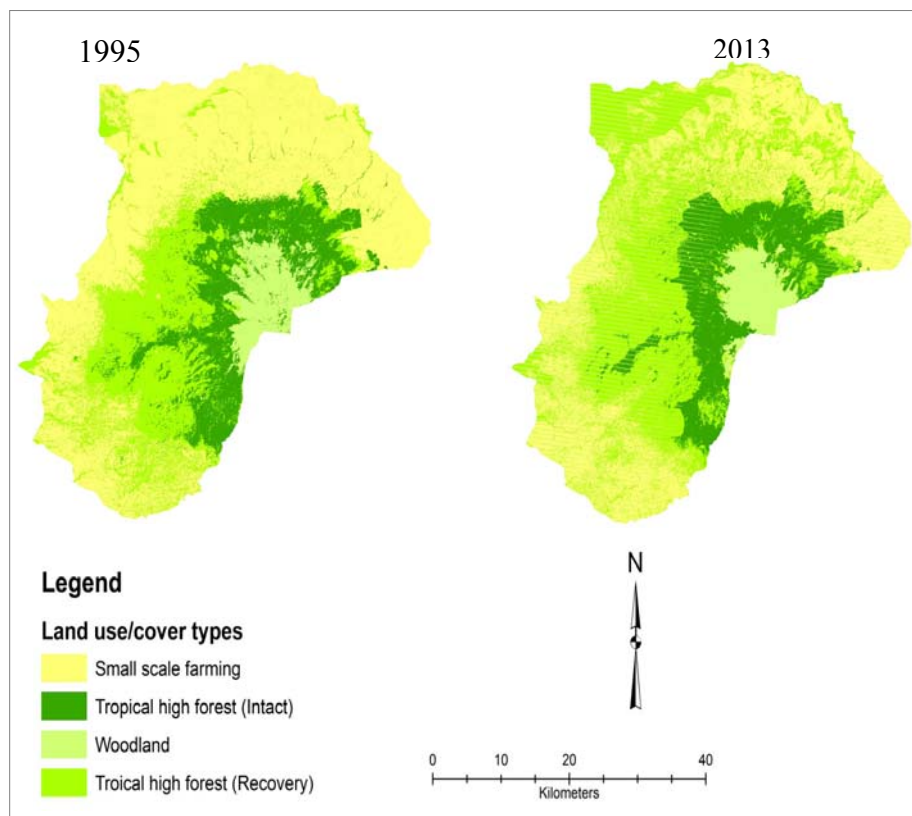 1995
2013
N
Legend
Land use/cover types
Small scale farming
Tropical high forest (Intact)
Woodland
Troical high forest (Recovery)
0 10 20 40
Kilometers